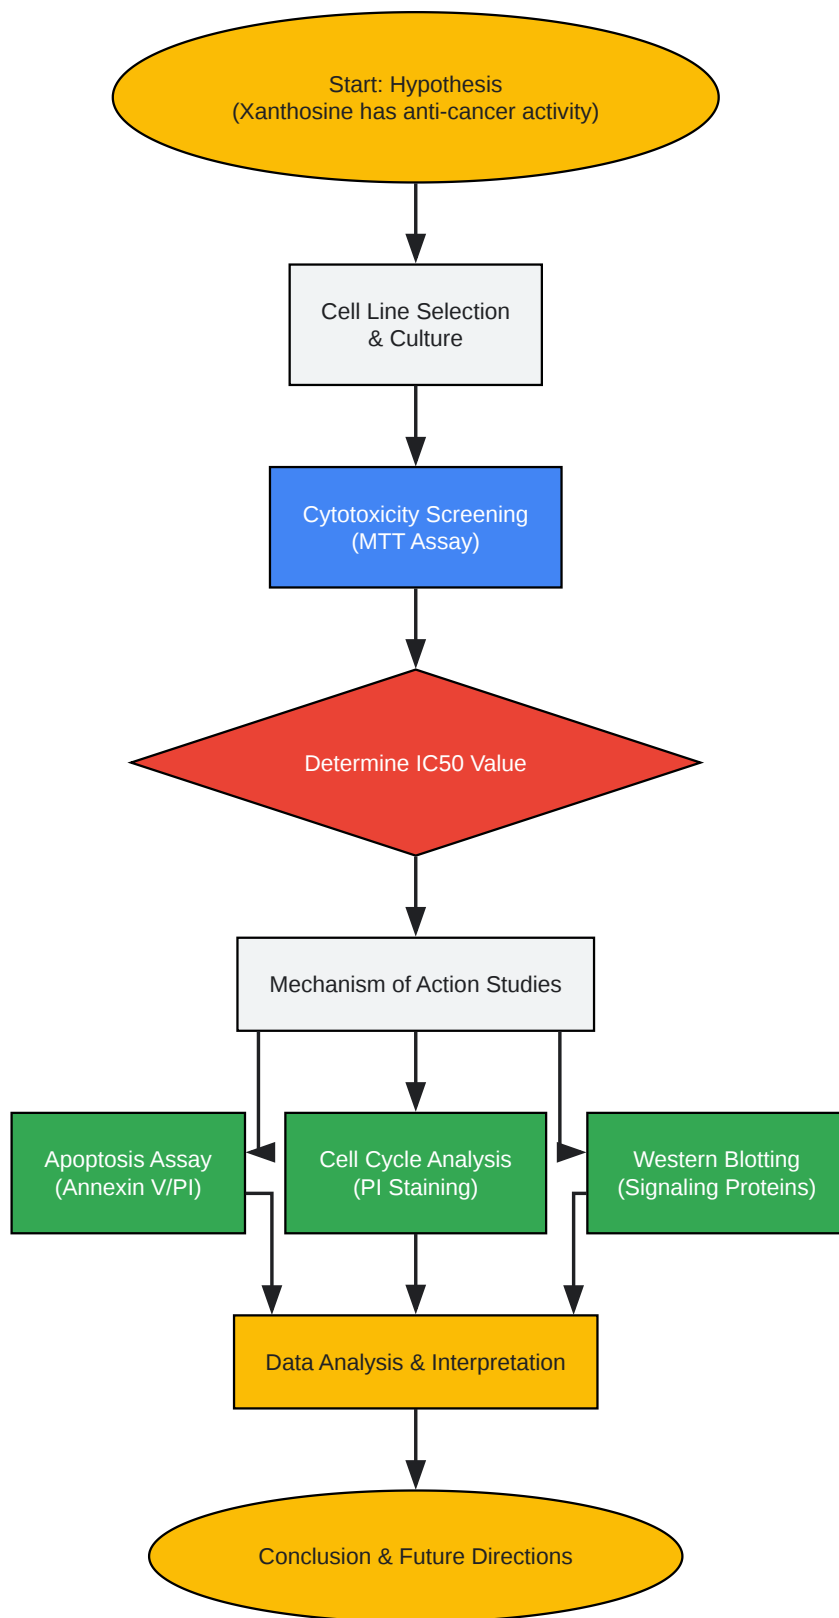 Start: Hypothesis
(Xanthosine has anti-cancer activity)
Cell Line Selection
& Culture
Cytotoxicity Screening
(MTT Assay)
Determine IC50 Value
Mechanism of Action Studies
Apoptosis Assay
(Annexin V/PI)
Cell Cycle Analysis
(PI Staining)
Western Blotting
(Signaling Proteins)
Data Analysis & Interpretation
Conclusion & Future Directions